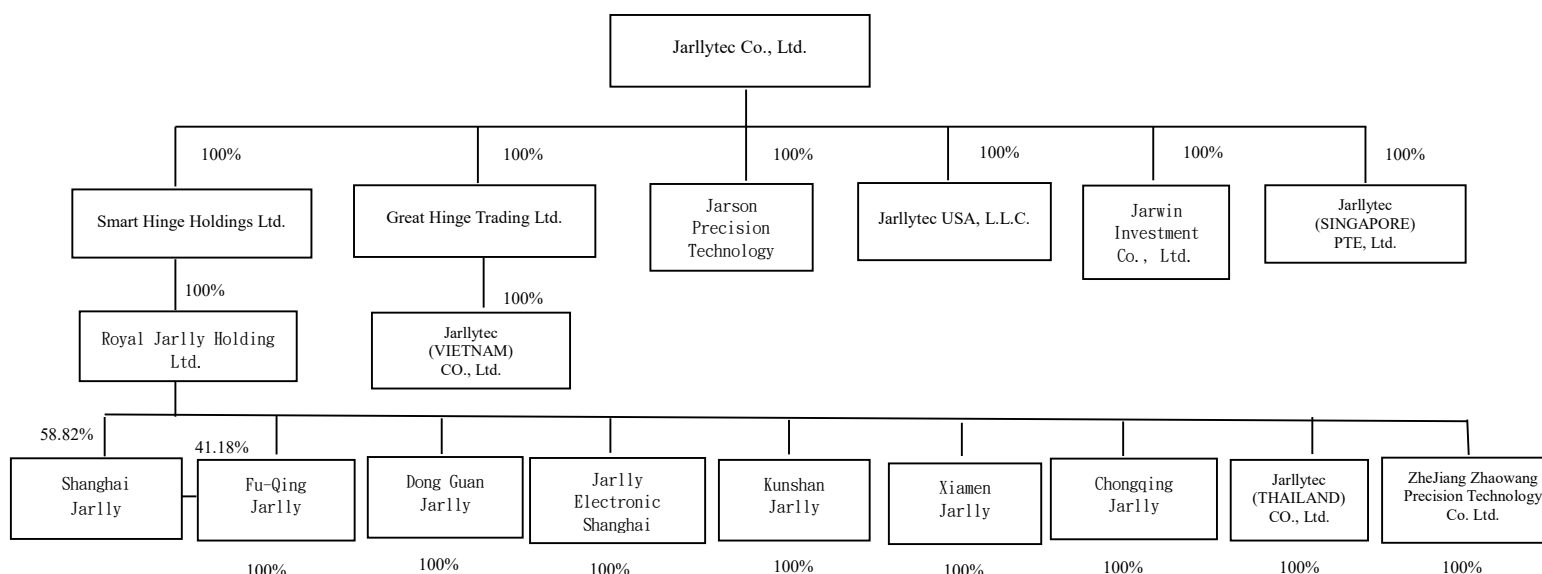 Jarllytec Co., Ltd.
100%
100%
100%
100%
100%
100%
Smart Hinge Holdings Ltd.
Great Hinge Trading Ltd.
Jarson
Precision
Technology
Jarllytec USA, L.L.C.
Jarwin
Investment
Co., Ltd.
Jarllytec
(SINGAPORE)
PTE, Ltd.
100%
100%
Royal Jarlly Holding
Ltd.
Jarllytec
(VIETNAM)
CO., Ltd.
58.82%
41.18%
Shanghai
Jarlly
Fu-Qing
Jarlly
Dong Guan
Jarlly
Jarlly
Electronic
Shanghai
Kunshan
Jarlly
Xiamen
Jarlly
Chongqing
Jarlly
Jarllytec
(THAILAND)
CO., Ltd.
ZheJiang Zhaowang
Precision Technology
Co. Ltd.
100%
100%
100%
100%
100%
100%
100%
100%